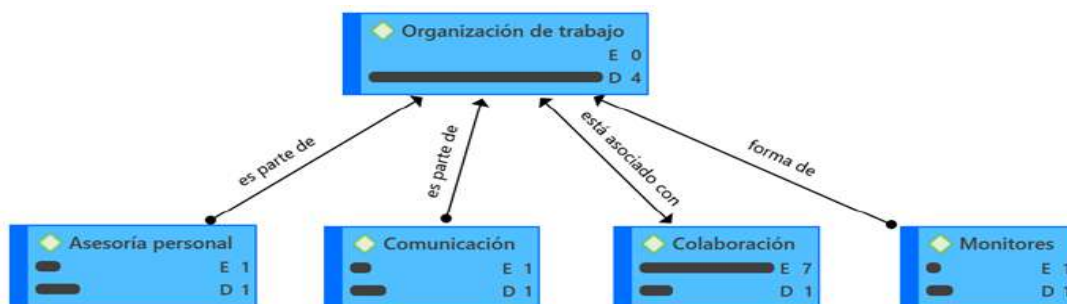 Organización de trabajo
E 0
D 4
es parte de
es parte de
está asociado con
forma de
Asesoría personal
E 1
D 1
Comunicación
E 1
D 1
Colaboración
E 7
D 1
Monitores
E 1
D 1